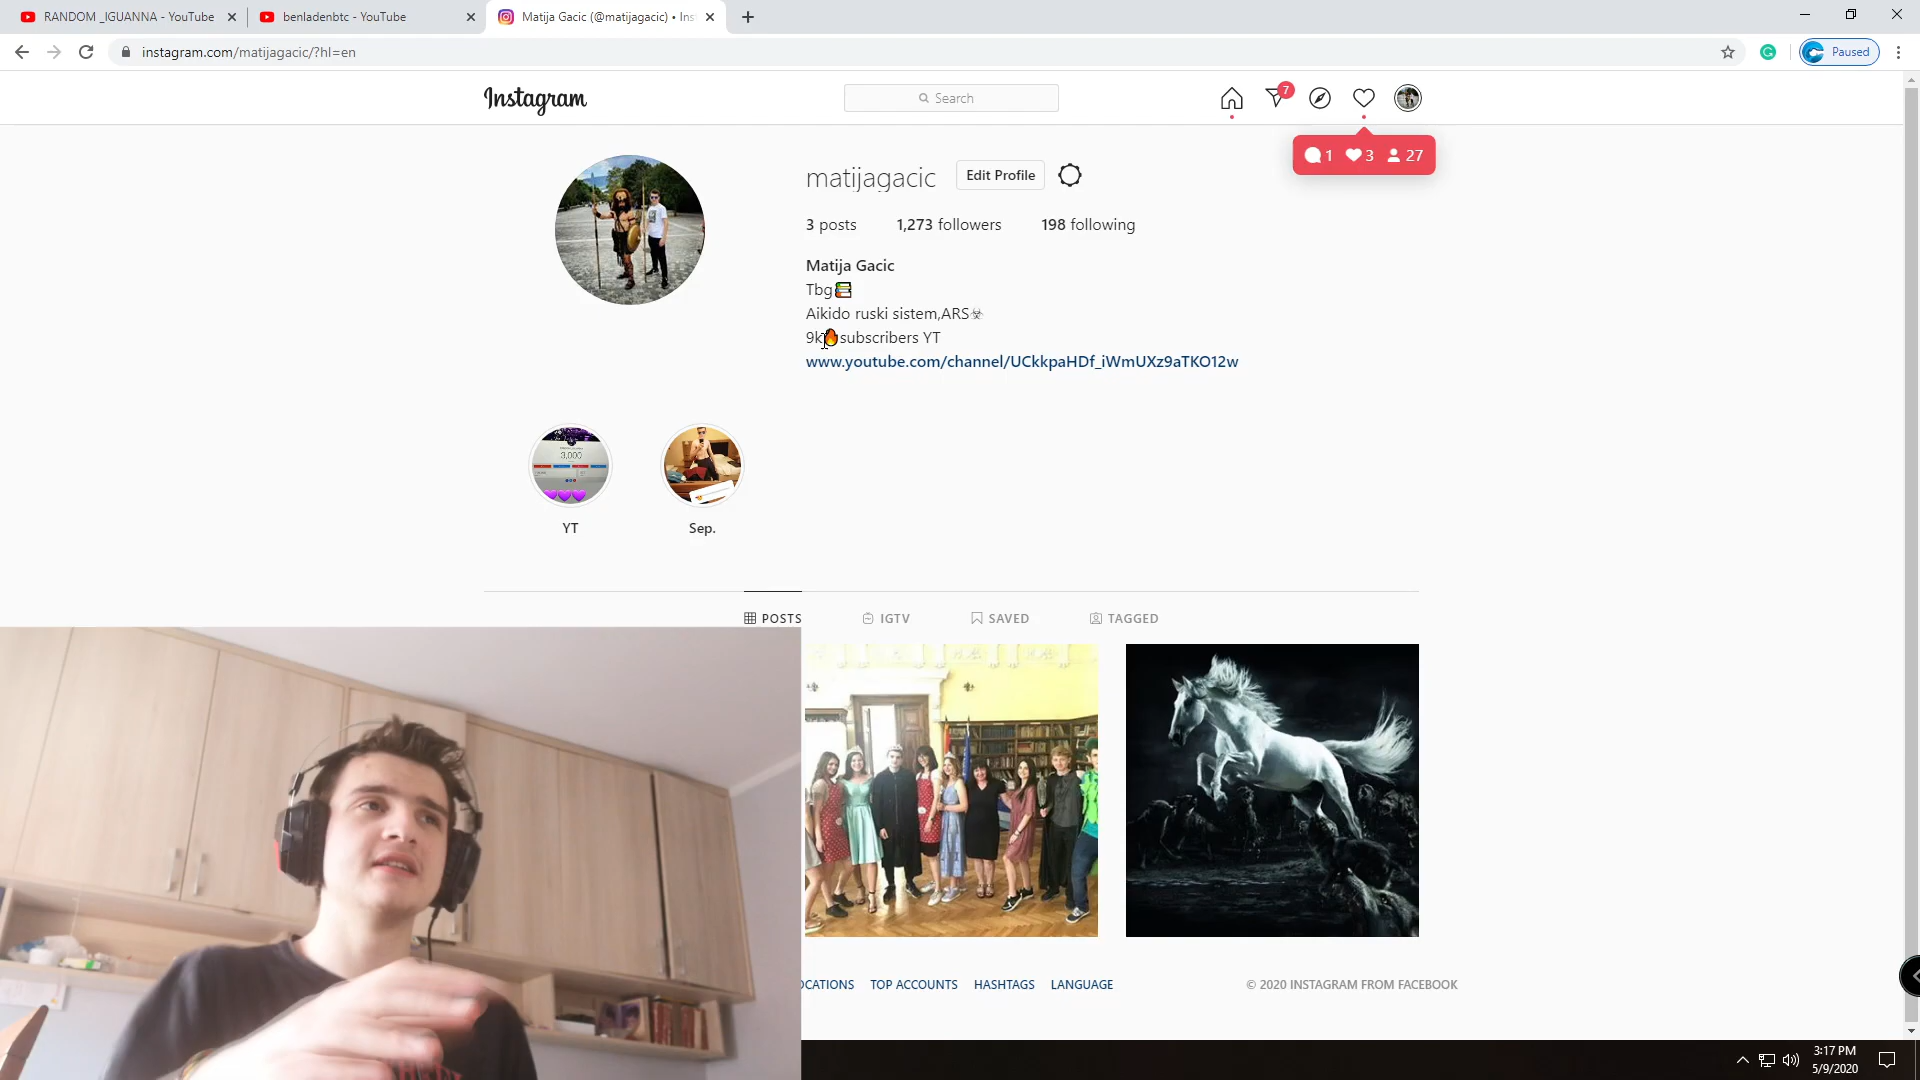 RANDOM _IGUANNA - YouTube
benladenbtc - YouTube
Matija Gacic (@matijagacic) • Ins
instagram.com/matijagacic/?hl=en
Paused
Instagram
Search
7
1 3 27
matijagacic
Edit Profile
3 posts 1,273 followers 198 following
Matija Gacic
Tbg📚
Aikido ruski sistem,ARS☣
9k🔥subscribers YT
www.youtube.com/channel/UCkkpaHDf_iWmUXz9aTKO12w
3,000
YT
Sep.
POSTS
IGTV
SAVED
TAGGED
OCATIONS TOP ACCOUNTS HASHTAGS LANGUAGE
© 2020 INSTAGRAM FROM FACEBOOK
3:17 PM
5/9/2020